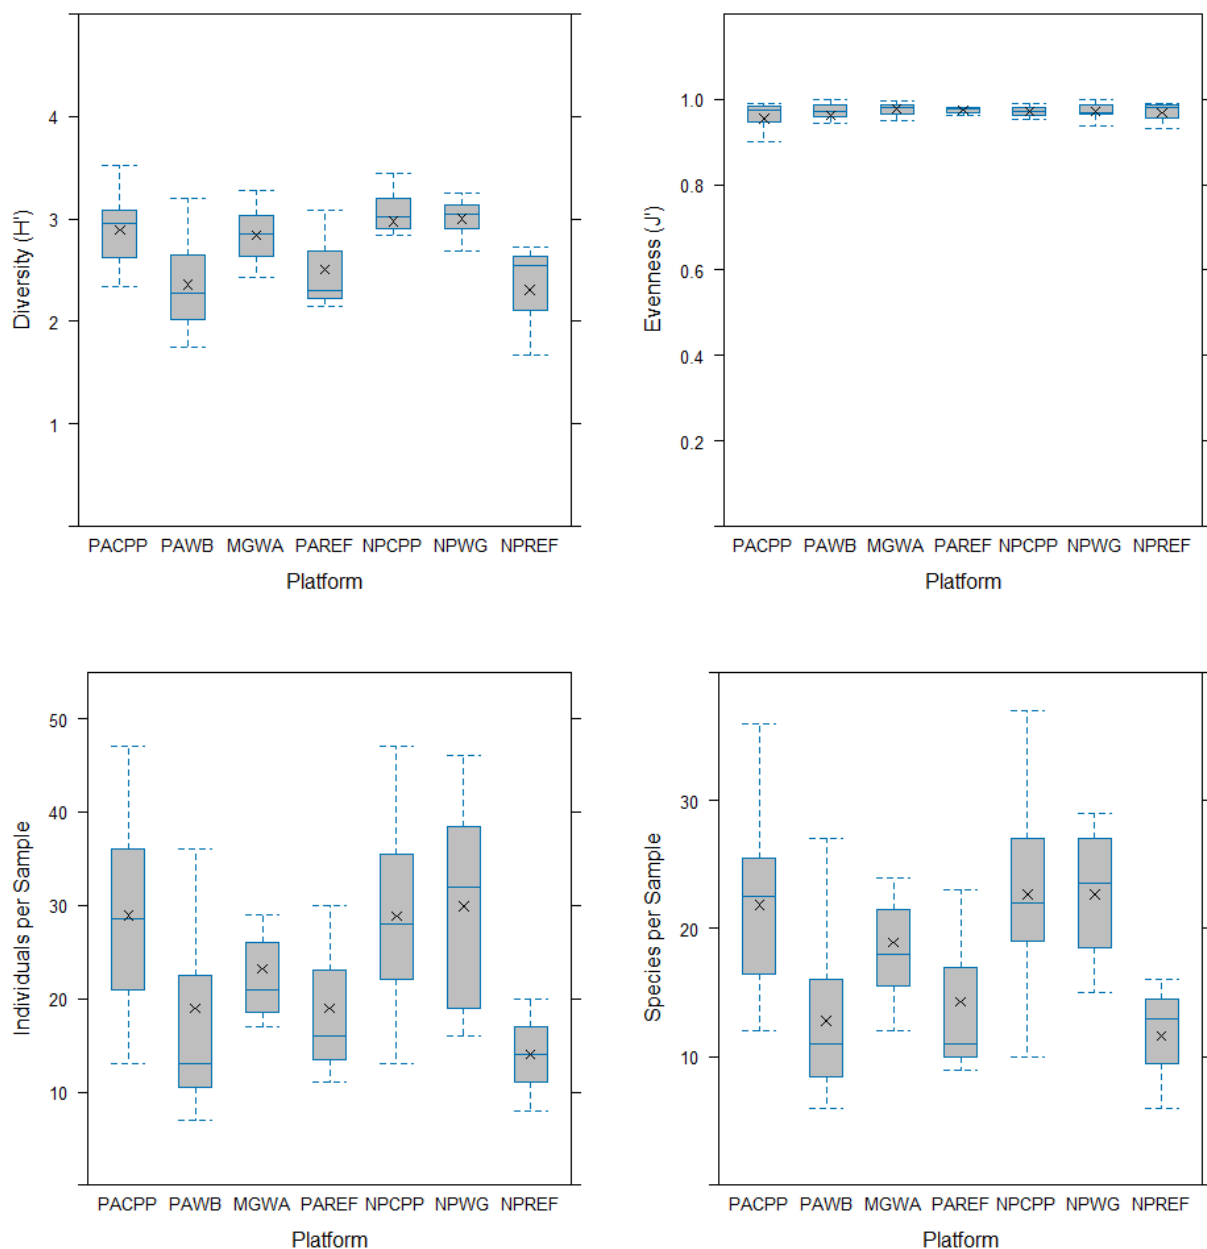 Diversity (H')
4
3
2
1
PACPP PAWB MGWA PAREF NPCPP NPWG NPREF
Platform
Evenness (J')
1.0
0.8
0.6
0.4
0.2
PACPP PAWB MGWA PAREF NPCPP NPWG NPREF
Platform
Individuals per Sample
50
40
30
20
10
PACPP PAWB MGWA PAREF NPCPP NPWG NPREF
Platform
Species per Sample
30
20
10
PACPP PAWB MGWA PAREF NPCPP NPWG NPREF
Platform